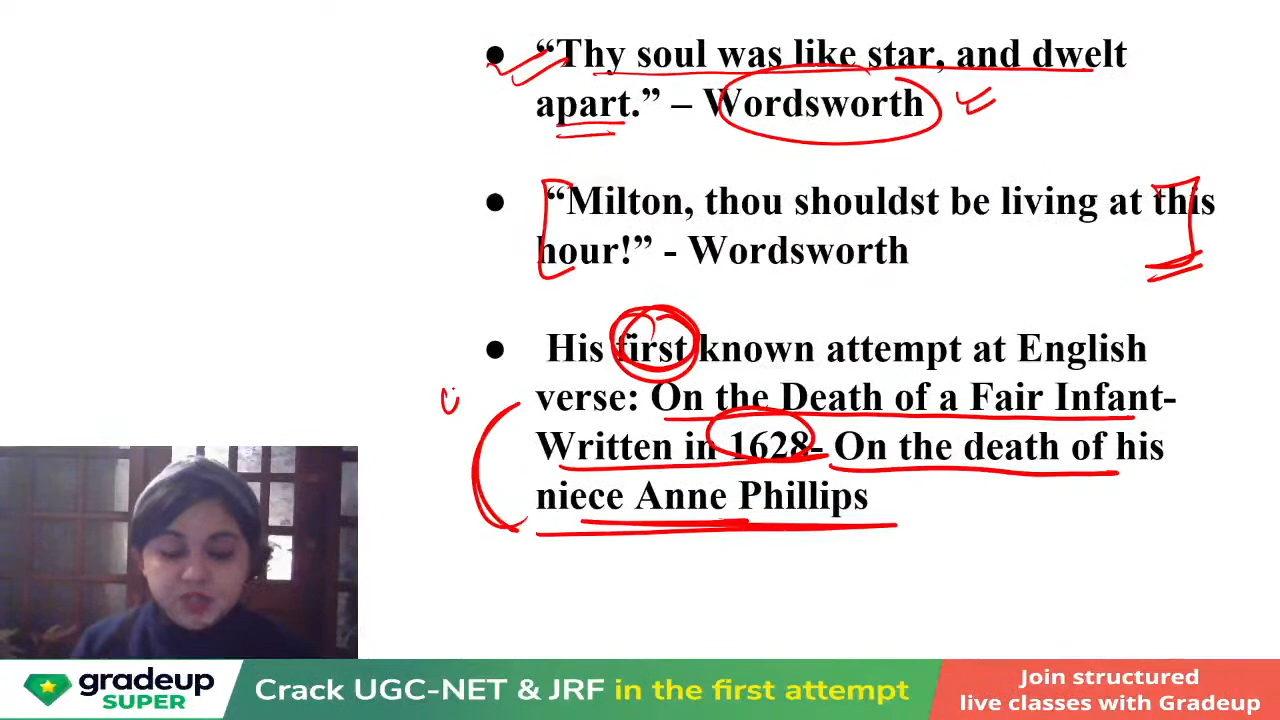 ● “Thy soul was like star, and dwelt
apart.” – Wordsworth
● “Milton, thou shouldst be living at this
hour!” - Wordsworth
● His first known attempt at English
verse: On the Death of a Fair Infant-
Written in 1628- On the death of his
niece Anne Phillips
gradeup
SUPER
Crack UGC-NET & JRF in the first attempt
Join structured
live classes with Gradeup